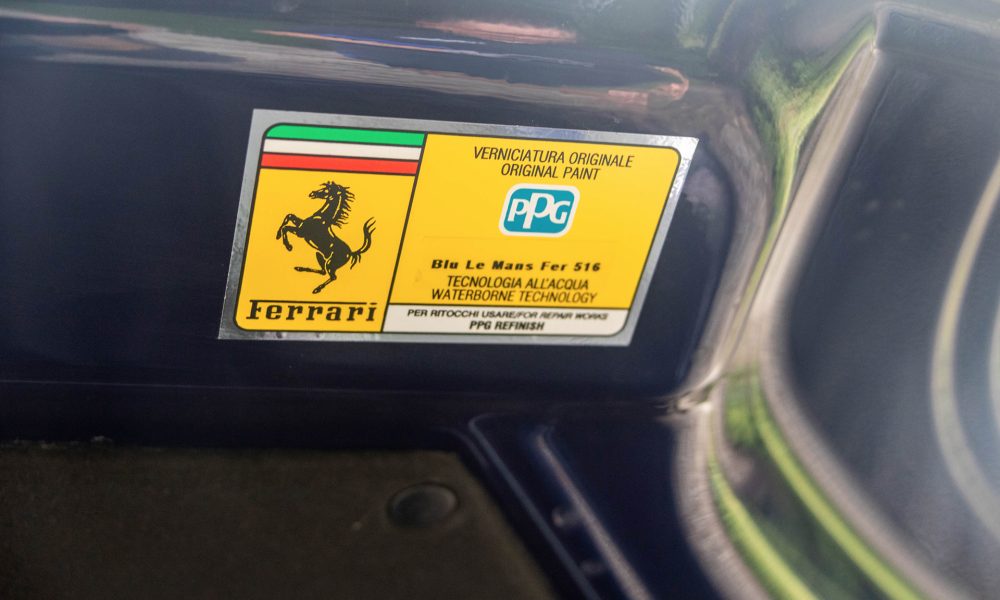 Ferrari
VERNICIATURA ORIGINALE
ORIGINAL PAINT
PPG
Blu Le Mans Fer 516
TECNOLOGIA ALL'ACQUA
WATERBORNE TECHNOLOGY
PER RITOCCHI USARE/FOR REPAIR WORKS
PPG REFINISH